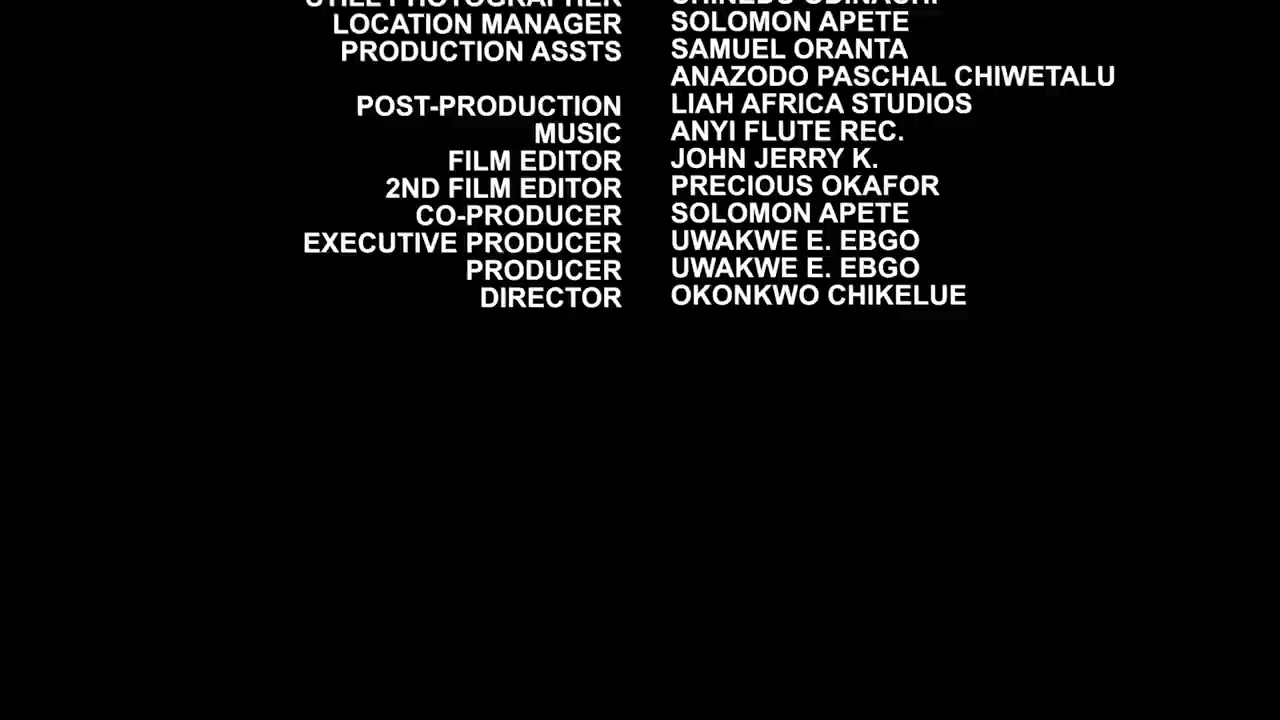 LOCATION MANAGER SOLOMON APETE
PRODUCTION ASSTS SAMUEL ORANTA
ANAZODO PASCHAL CHIWETALU
POST-PRODUCTION LIAH AFRICA STUDIOS
MUSIC ANYI FLUTE REC.
FILM EDITOR JOHN JERRY K.
2ND FILM EDITOR PRECIOUS OKAFOR
CO-PRODUCER SOLOMON APETE
EXECUTIVE PRODUCER UWAKWE E. EBGO
PRODUCER UWAKWE E. EBGO
DIRECTOR OKONKWO CHIKELUE